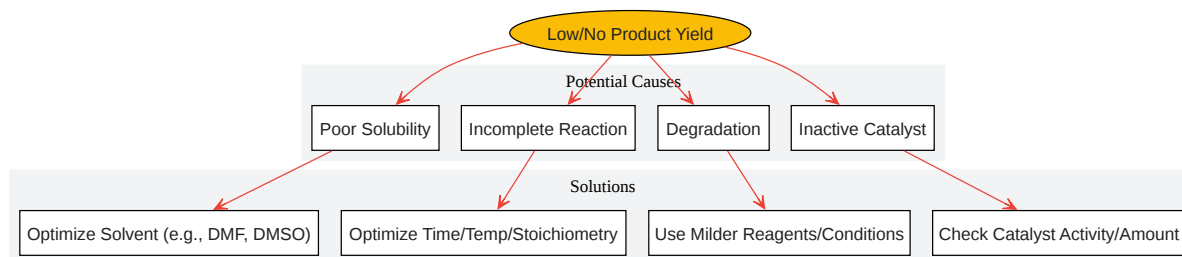 Low/No Product Yield
Potential Causes
Poor Solubility
Incomplete Reaction
Degradation
Inactive Catalyst
Solutions
Optimize Solvent (e.g., DMF, DMSO)
Optimize Time/Temp/Stoichiometry
Use Milder Reagents/Conditions
Check Catalyst Activity/Amount